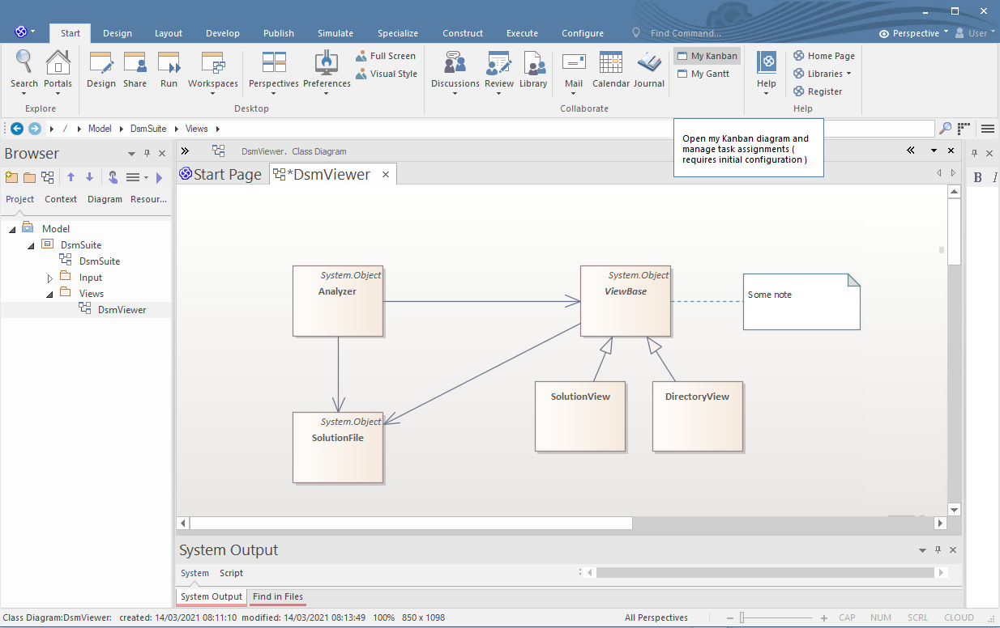 Start
Design
Layout
Develop
Publish
Simulate
Specialize
Construct
Execute
Configure
Find Command...
Perspective
User
Search
Portals
Design
Share
Run
Workspaces
Perspectives
Preferences
Full Screen
Visual Style
Discussions
Review
Library
Mail
Calendar
Journal
My Kanban
My Gantt
Help
Home Page
Libraries
Register
Explore
Desktop
Collaborate
Help
/
Model
DsmSuite
Views
Open my Kanban diagram and
manage task assignments (
requires initial configuration )
Browser
Project
Context
Diagram
Resour...
Model
DsmSuite
DsmSuite
Input
Views
DsmViewer
DsmViewer. Class Diagram
Start Page
*DsmViewer
B I
System.Object
Analyzer
System.Object
ViewBase
Some note
SolutionView
DirectoryView
System.Object
SolutionFile
System Output
System
Script
System Output
Find in Files
Class Diagram:DsmViewer: created: 14/03/2021 08:11:10 modified: 14/03/2021 08:13:49 100% 850 x 1098
All Perspectives
CAP
NUM
SCRL
CLOUD